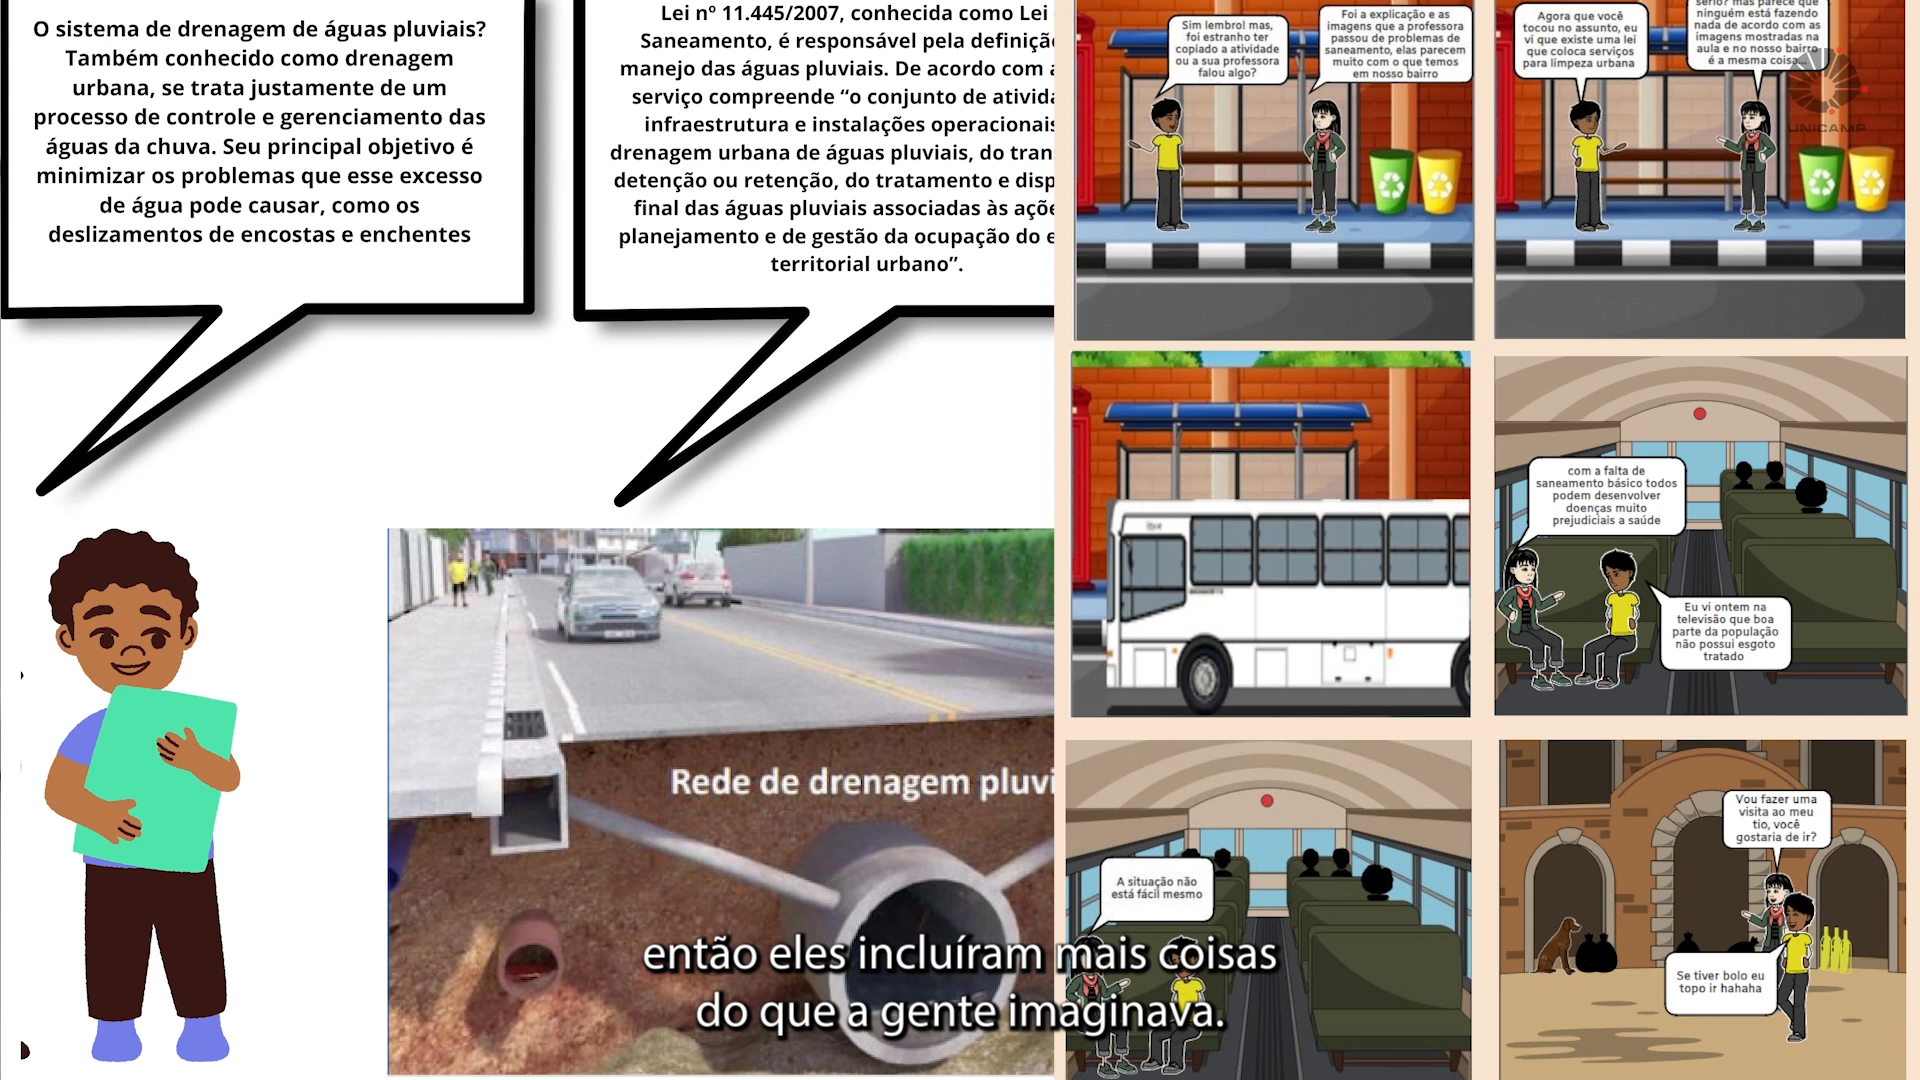 O sistema de drenagem de águas pluviais?
Também conhecido como drenagem
urbana, se trata justamente de um
processo de controle e gerenciamento das
águas da chuva. Seu principal objetivo é
minimizar os problemas que esse excesso
de água pode causar, como os
deslizamentos de encostas e enchentes
Lei nº 11.445/2007, conhecida como Lei
Saneamento, é responsável pela definiçã
manejo das águas pluviais. De acordo com
serviço compreende “o conjunto de ativid
infraestrutura e instalações operacionais
drenagem urbana de águas pluviais, do tran
detenção ou retenção, do tratamento e disp
final das águas pluviais associadas às açõe
planejamento e de gestão da ocupação do e
territorial urbano”.
Rede de drenagem pluvi
Sim lembro! mas,
foi estranho ter
copiado a atividade
ou a sua professora
falou algo?
Foi a explicação e as
imagens que a professora
passou de problemas de
saneamento, elas parecem
muito com o que temos
em nosso bairro
Agora que você
tocou no assunto, eu
vi que existe uma lei
que coloca serviços
para limpeza urbana
sério? mas parece que
ninguém está fazendo
nada de acordo com as
imagens mostradas na
aula e no nosso bairro
é a mesma coisa...
UNICAMP
com a falta de
saneamento básico todos
podem desenvolver
doenças muito
prejudiciais a saúde
Eu vi ontem na
televisão que boa
parte da população
não possui esgoto
tratado
A situação não
está fácil mesmo
Vou fazer uma
visita ao meu
tio, você
gostaria de ir?
Se tiver bolo eu
topo ir hahaha
então eles incluíram mais coisas
do que a gente imaginava.